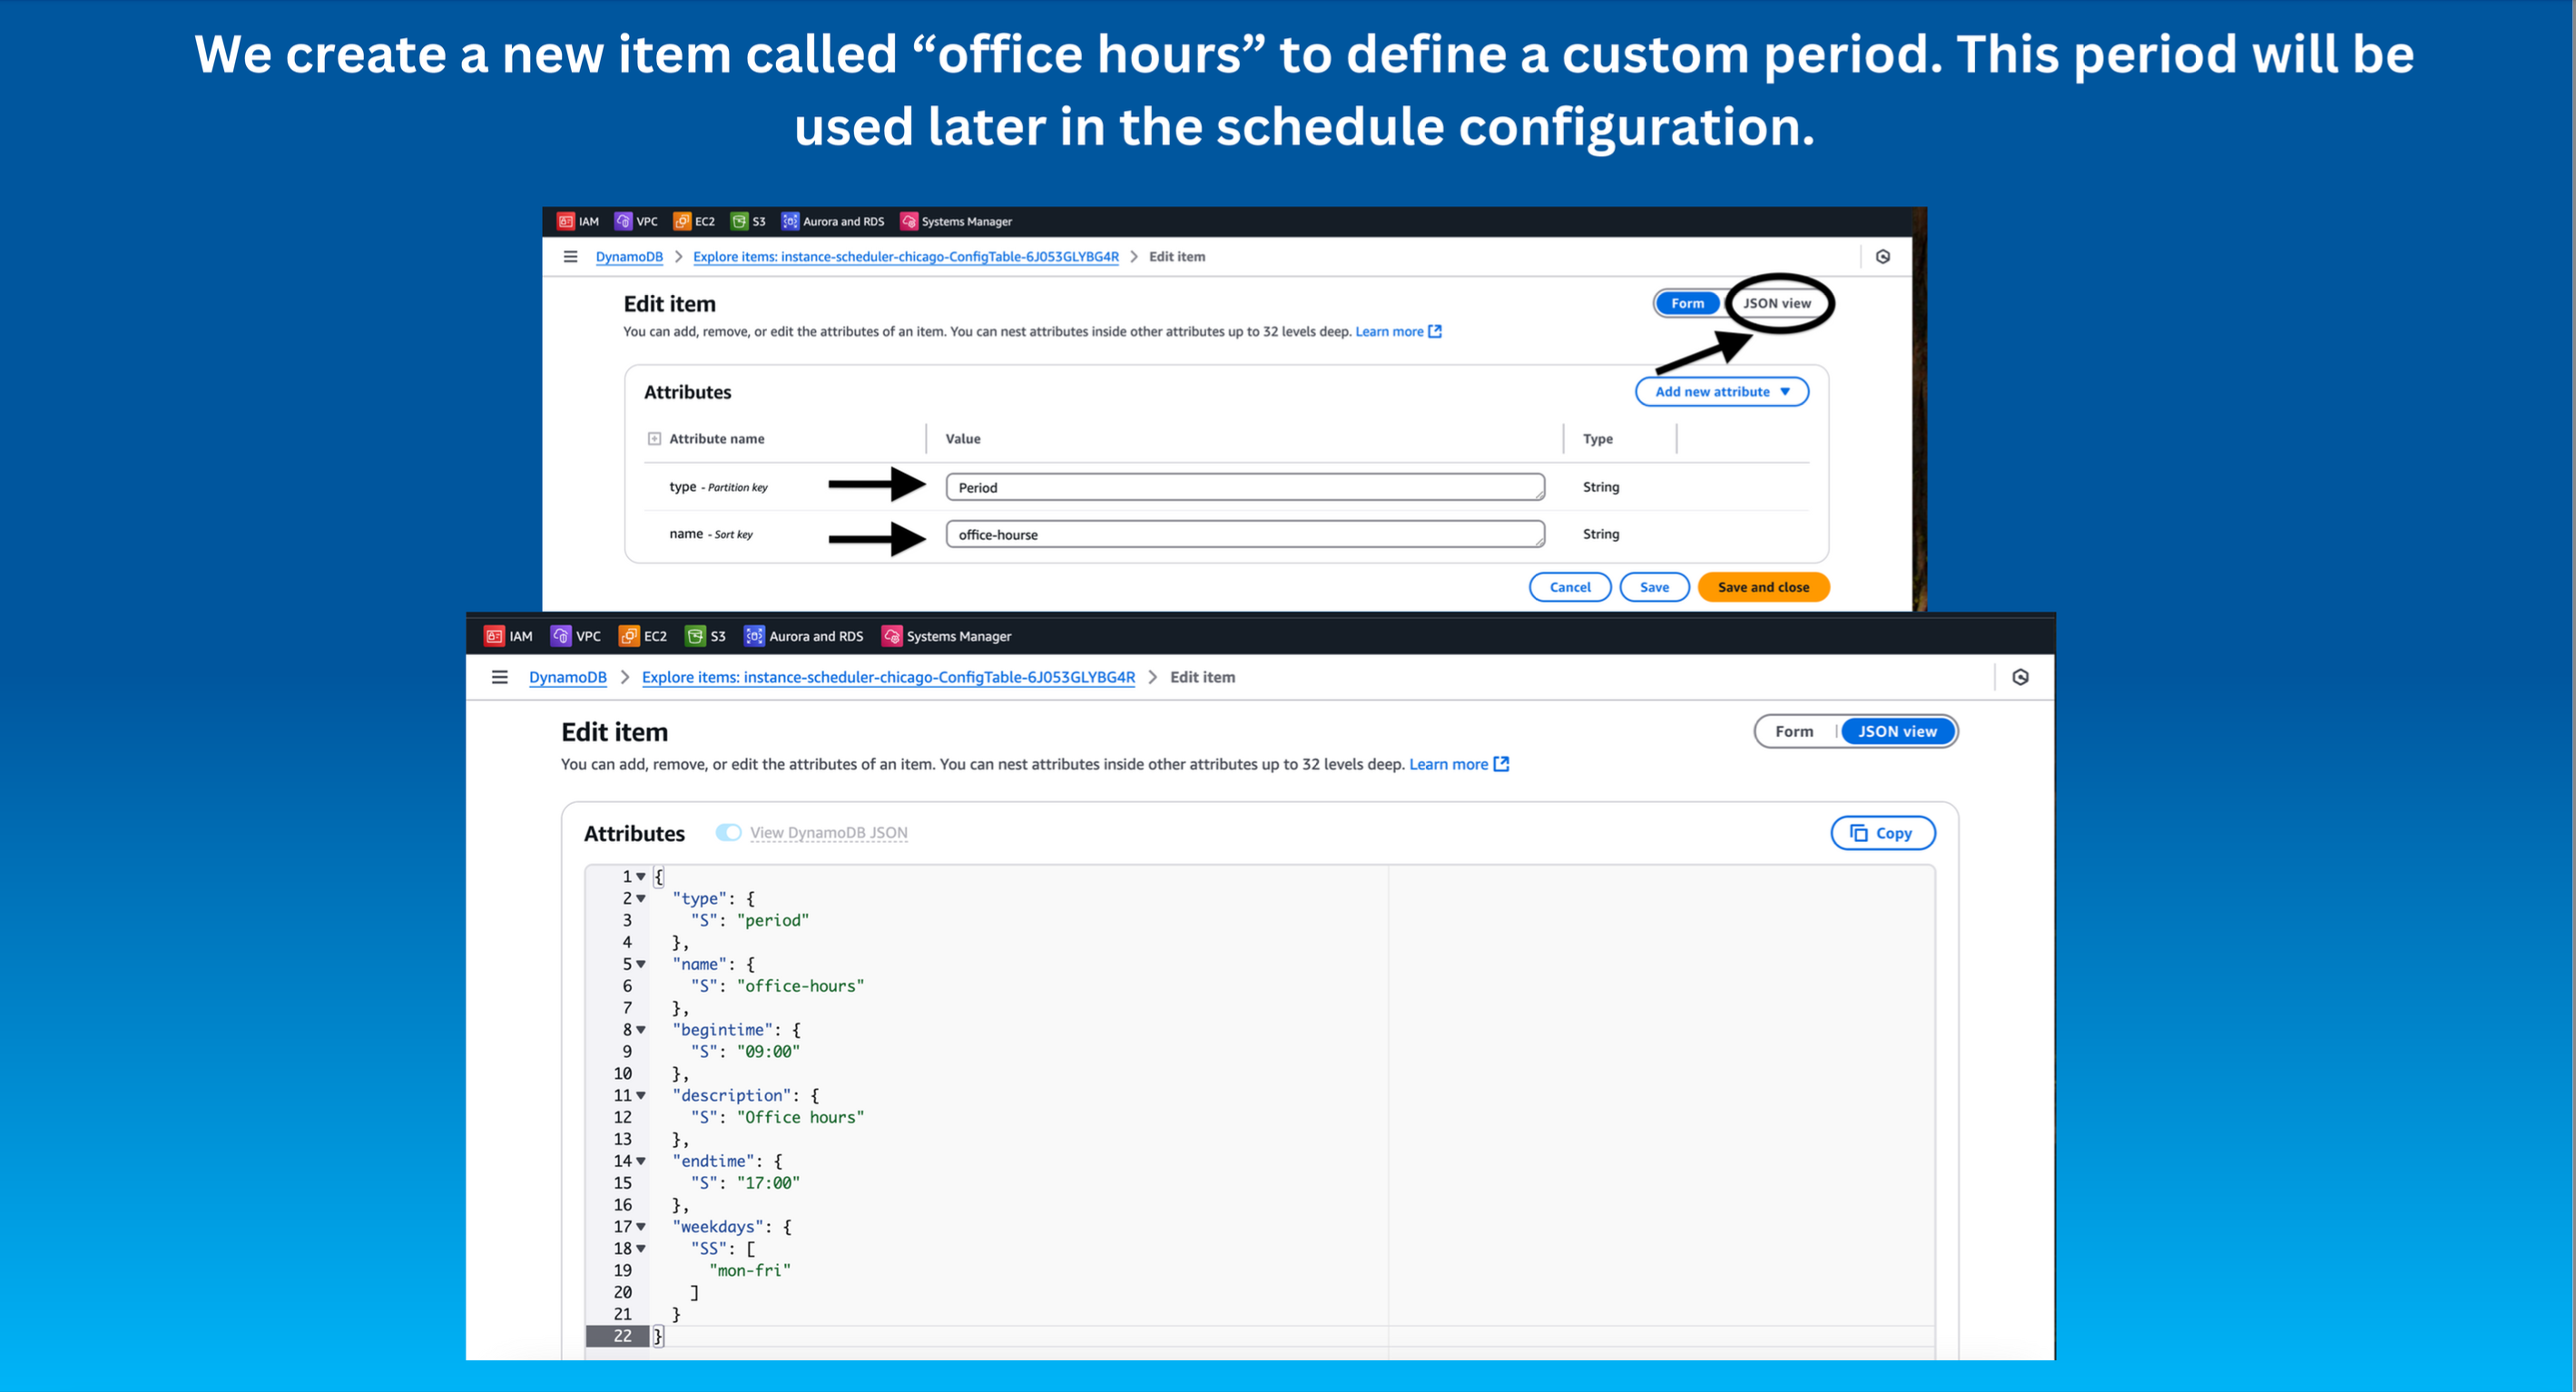 We create a new item called “office hours” to define a custom period. This period will be
used later in the schedule configuration.
IAM VPC EC2 S3 Aurora and RDS Systems Manager
DynamoDB > Explore items: instance-scheduler-chicago-ConfigTable-6J053GLYBG4R > Edit item
Edit item
Form JSON view
You can add, remove, or edit the attributes of an item. You can nest attributes inside other attributes up to 32 levels deep. Learn more
Attributes
Add new attribute
Attribute name Value Type
type - Partition key Period String
name - Sort key office-hourse String
Cancel Save Save and close
IAM VPC EC2 S3 Aurora and RDS Systems Manager
DynamoDB > Explore items: instance-scheduler-chicago-ConfigTable-6J053GLYBG4R > Edit item
Edit item
Form JSON view
You can add, remove, or edit the attributes of an item. You can nest attributes inside other attributes up to 32 levels deep. Learn more
Attributes View DynamoDB JSON Copy
1 {
2 "type": {
3 "S": "period"
4 },
5 "name": {
6 "S": "office-hours"
7 },
8 "begintime": {
9 "S": "09:00"
10 },
11 "description": {
12 "S": "Office hours"
13 },
14 "endtime": {
15 "S": "17:00"
16 },
17 "weekdays": {
18 "SS": [
19 "mon-fri"
20 ]
21 }
22 }